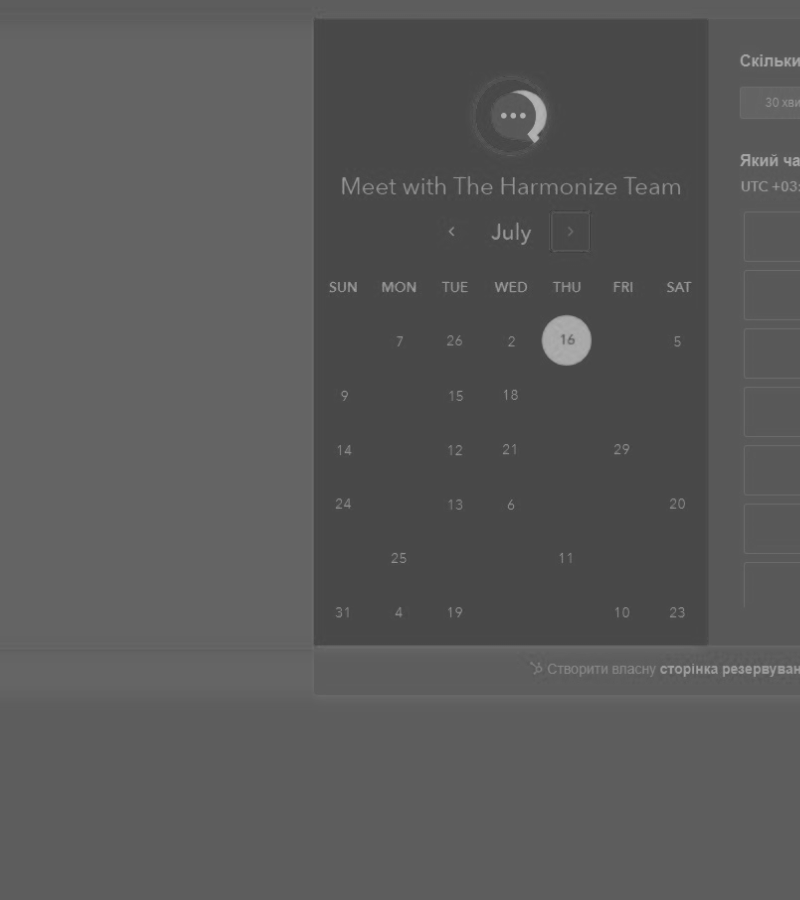 Скільки
30 хви
Meet with The Harmonize Team
Який ча
UTC +03:
July
SUN MON TUE WED THU FRI SAT
7 26 2 16 5
9 15 18
14 12 21 29
24 13 6 20
25 11
31 4 19 10 23
Створити власну сторінка резервуван